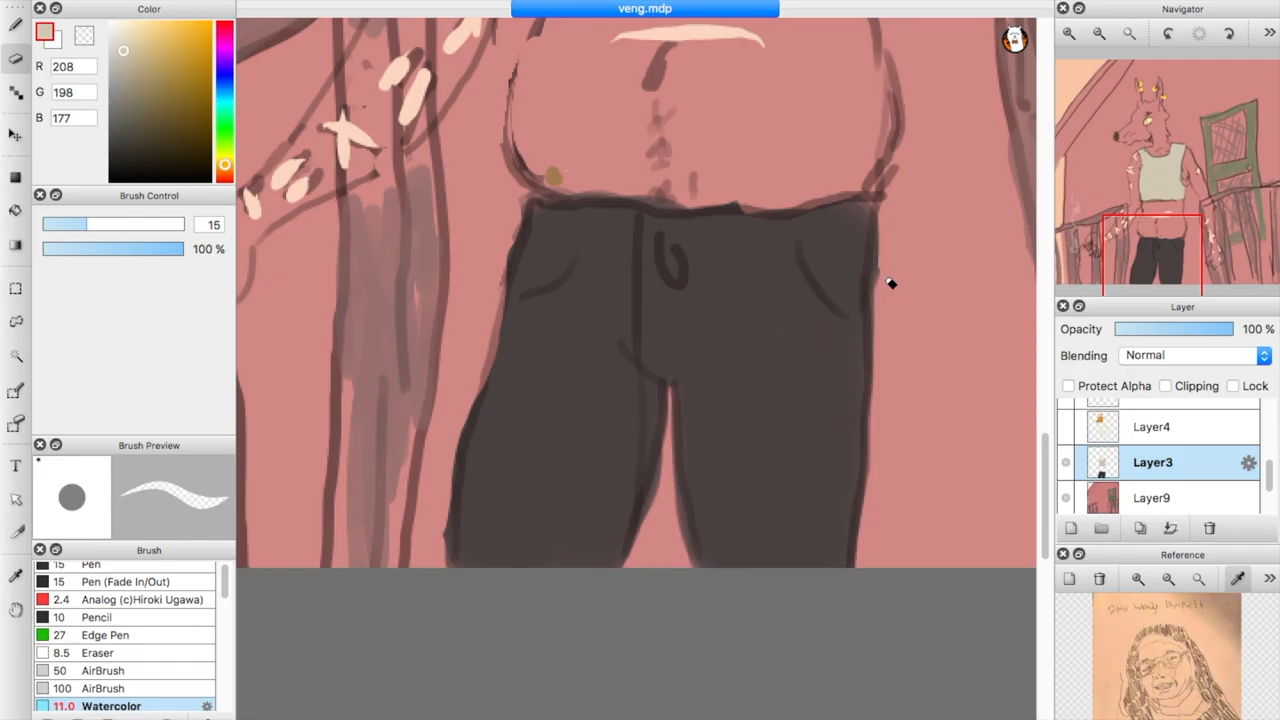 veng.mdp
Color
R 208
G 198
B 177
Brush Control
15
100 %
Brush Preview
*
Brush
15 Pen
15 Pen (Fade In/Out)
2.4 Analog (c)Hiroki Ugawa)
10 Pencil
27 Edge Pen
8.5 Eraser
50 AirBrush
100 AirBrush
11.0 Watercolor
T
Navigator
Layer
Opacity 100 %
Blending Normal
Protect Alpha Clipping Lock
Layer4
Layer3
Layer9
Reference